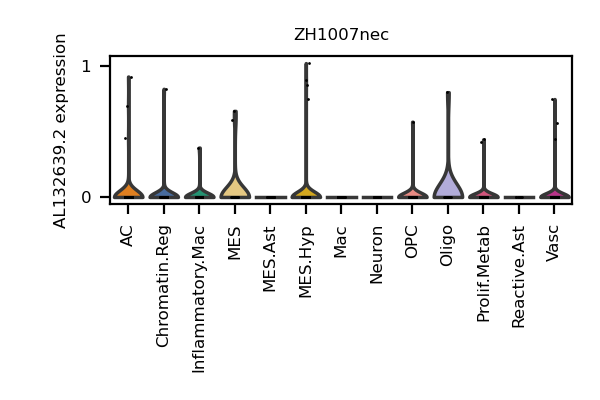 ZH1007nec
AL132639.2 expression
1
0
AC
Chromatin.Reg
Inflammatory.Mac
MES
MES.Ast
MES.Hyp
Mac
Neuron
OPC
Oligo
Prolif.Metab
Reactive.Ast
Vasc